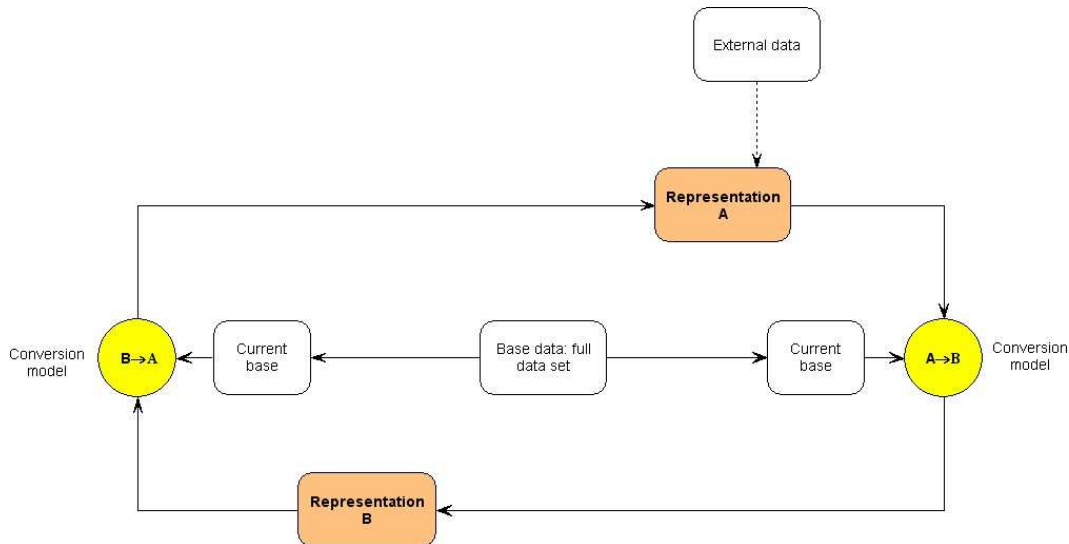 External data
Representation
A
Conversion
model
B→A
Current
base
Base data: full
data set
Current
base
A→B
Conversion
model
Representation
B